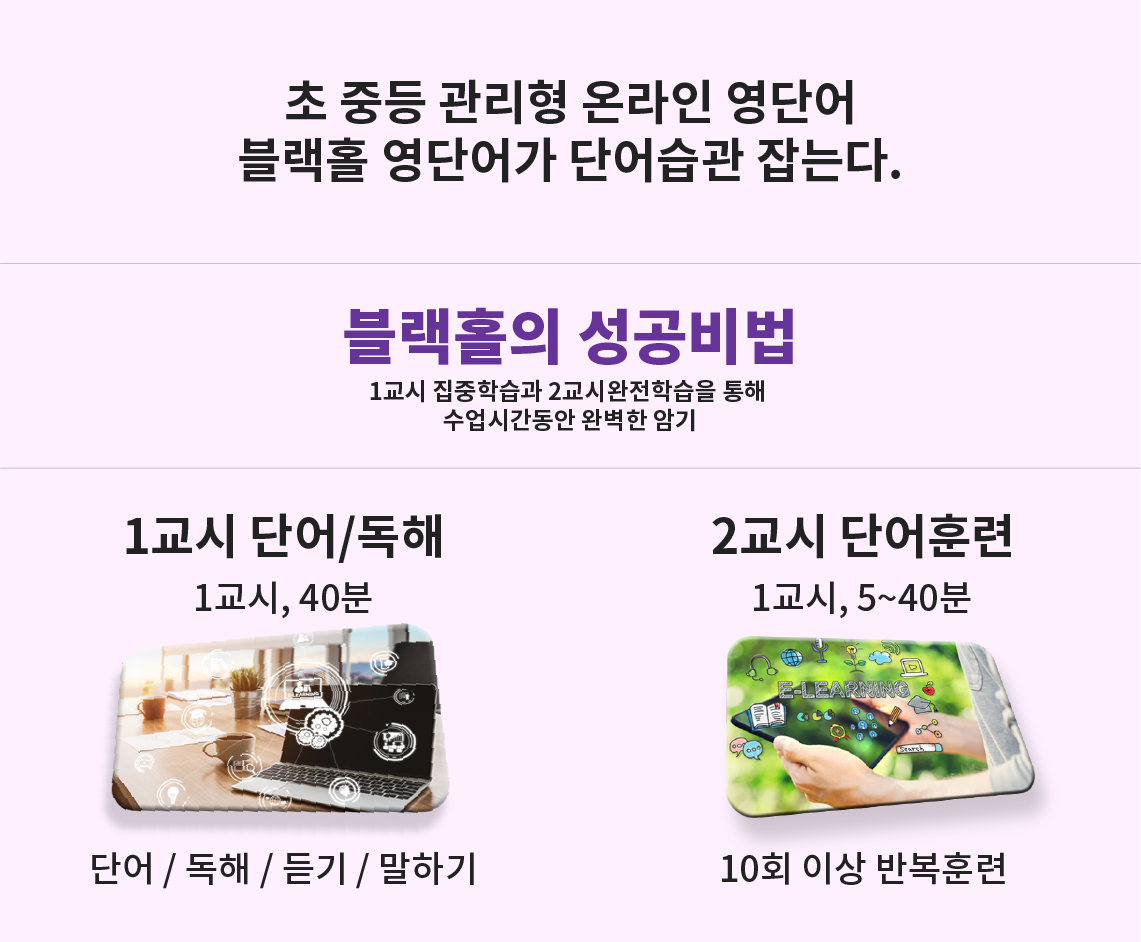 초 중등 관리형 온라인 영단어
블랙홀 영단어가 단어습관 잡는다.
블랙홀의 성공비법
1교시 집중학습과 2교시완전학습을 통해
수업시간동안 완벽한 암기
1교시 단어/독해
1교시, 40분
단어 / 독해 / 듣기 / 말하기
2교시 단어훈련
1교시, 5~40분
E-LEARNING
Search
10회 이상 반복훈련